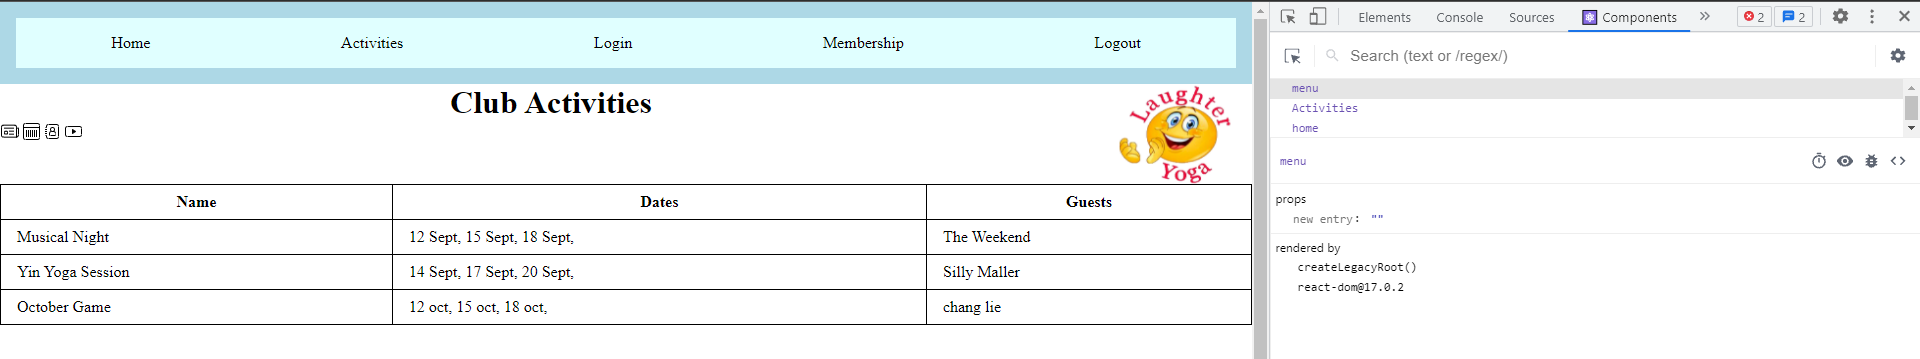 Home Activities Login Membership Logout
Club Activities
Laughter
Yoga
Name Dates Guests
Musical Night 12 Sept, 15 Sept, 18 Sept, The Weekend
Yin Yoga Session 14 Sept, 17 Sept, 20 Sept, Silly Maller
October Game 12 oct, 15 oct, 18 oct, chang lie
Elements Console Sources Components » 2 2
Search (text or /regex/)
menu
Activities
home
menu
props
new entry: ""
rendered by
createLegacyRoot()
react-dom@17.0.2